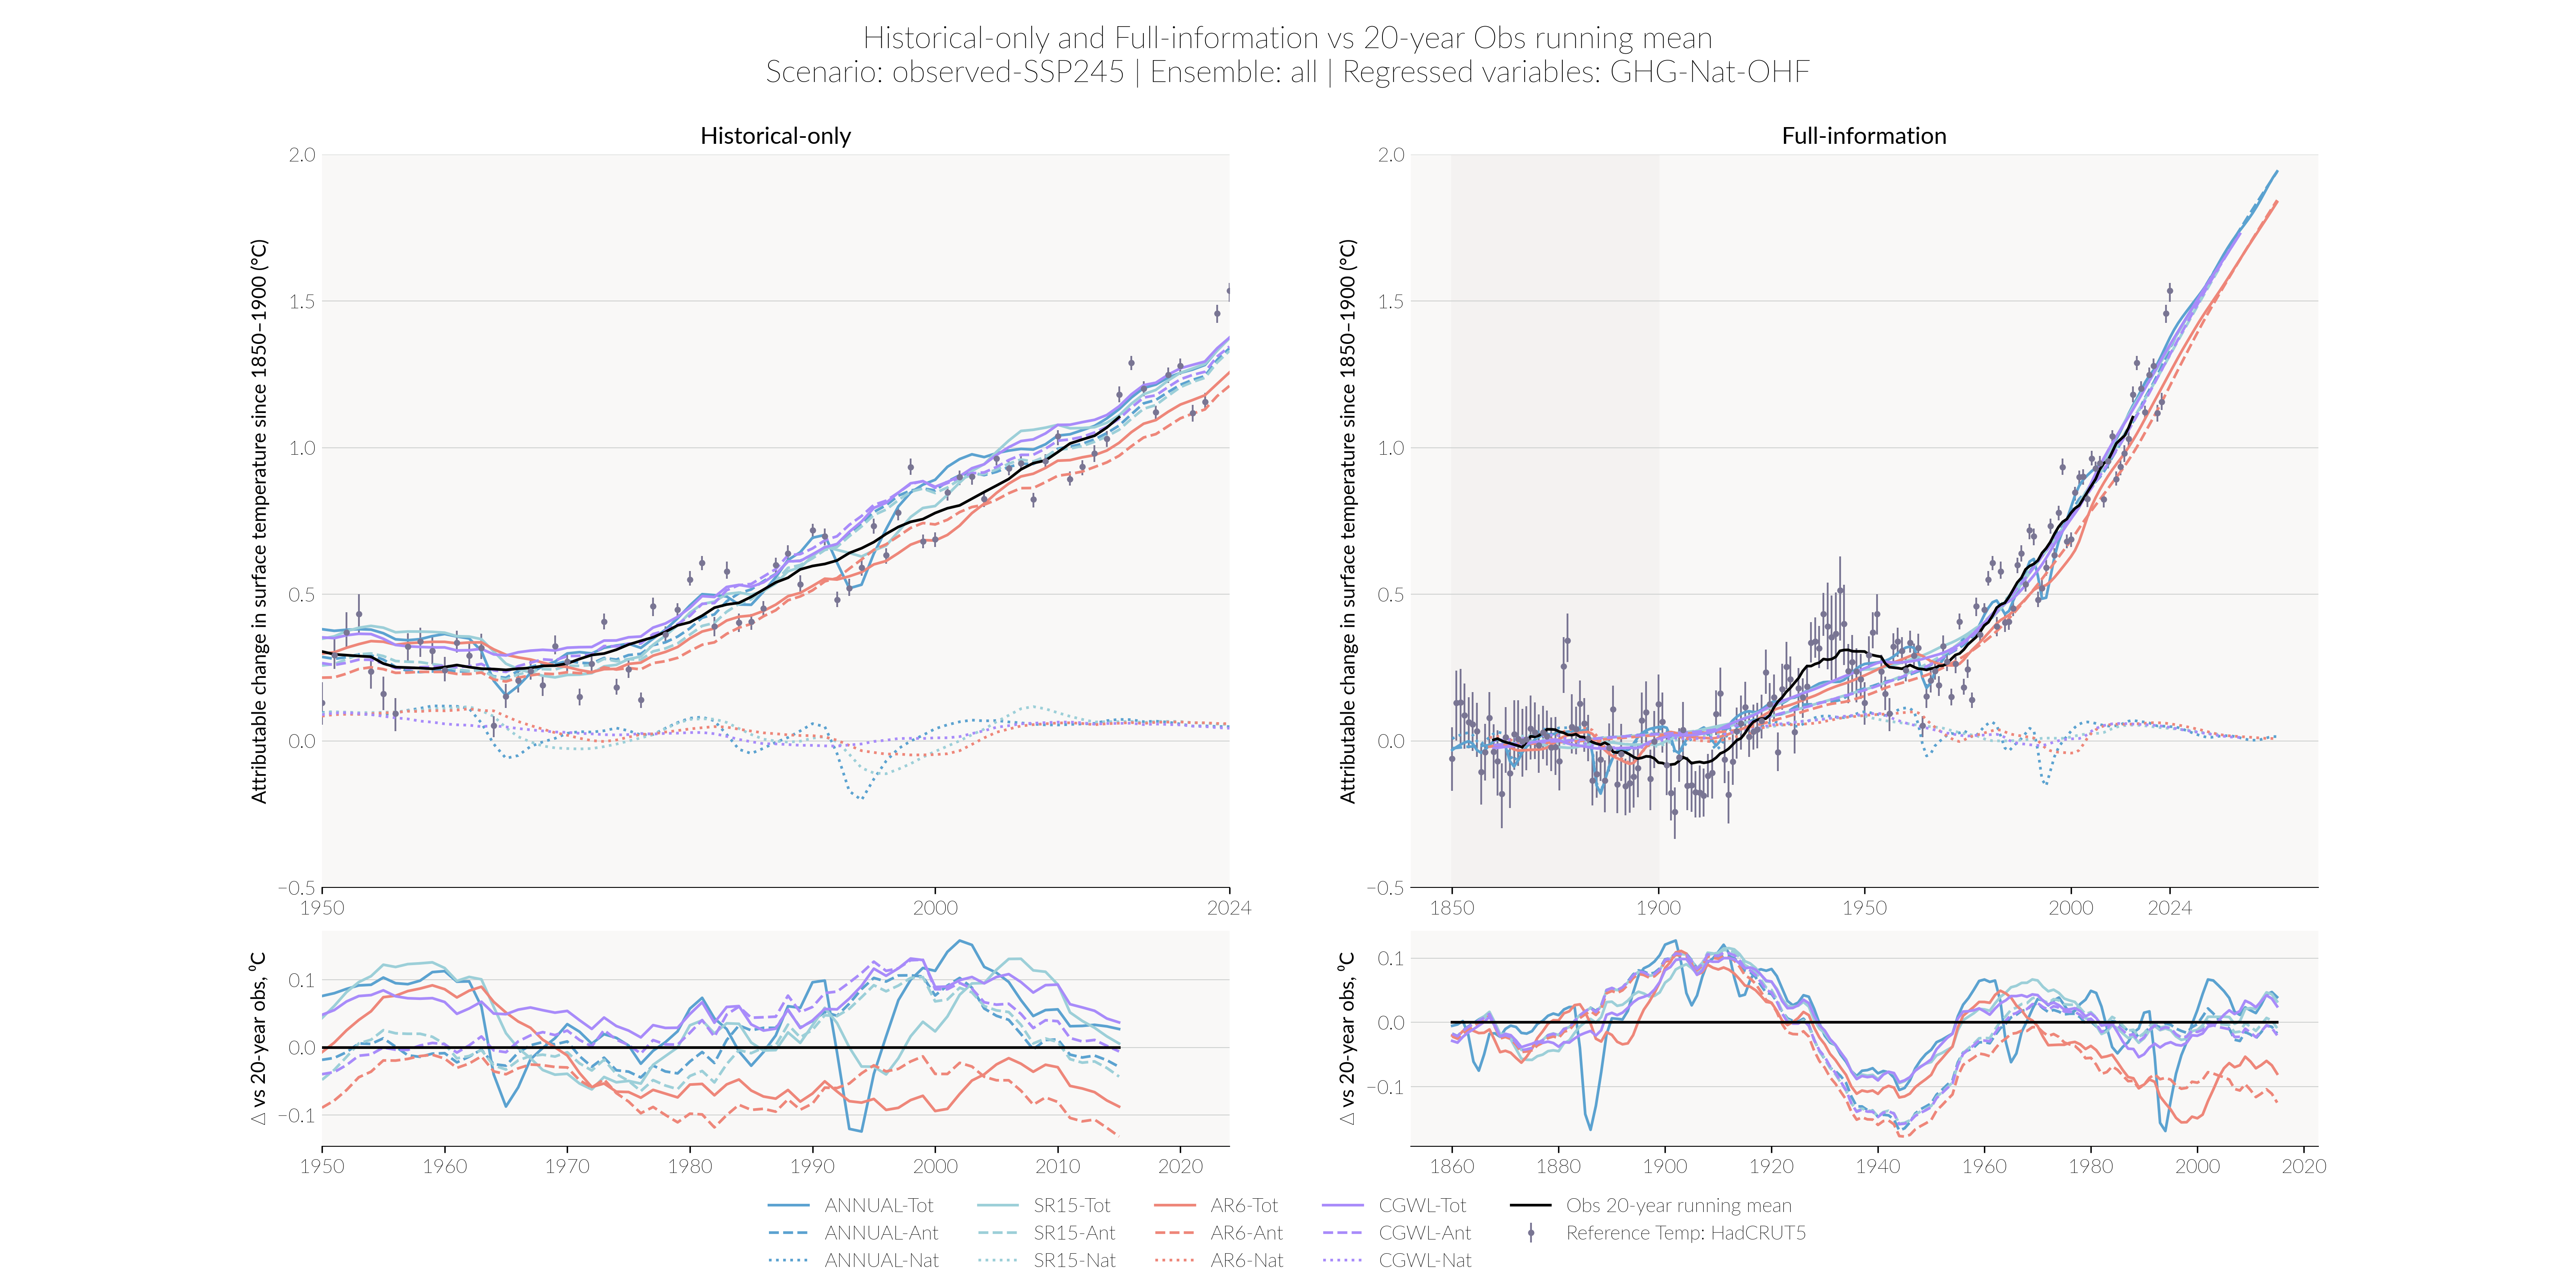 Historical-only and Full-information vs 20-year Obs running mean
Scenario: observed-SSP245 | Ensemble: all | Regressed variables: GHG-Nat-OHF
Historical-only
Attributable change in surface temperature since 1850–1900 (°C)
2.0
1.5
1.0
0.5
0.0
−0.5
1950
2000
2024
△ vs 20-year obs, °C
0.1
0.0
−0.1
1950
1960
1970
1980
1990
2000
2010
2020
Full-information
Attributable change in surface temperature since 1850–1900 (°C)
2.0
1.5
1.0
0.5
0.0
−0.5
1850
1900
1950
2000
2024
△ vs 20-year obs, °C
0.1
0.0
−0.1
1860
1880
1900
1920
1940
1960
1980
2000
2020
ANNUAL-Tot
ANNUAL-Ant
ANNUAL-Nat
SR15-Tot
SR15-Ant
SR15-Nat
AR6-Tot
AR6-Ant
AR6-Nat
CGWL-Tot
CGWL-Ant
CGWL-Nat
Obs 20-year running mean
Reference Temp: HadCRUT5